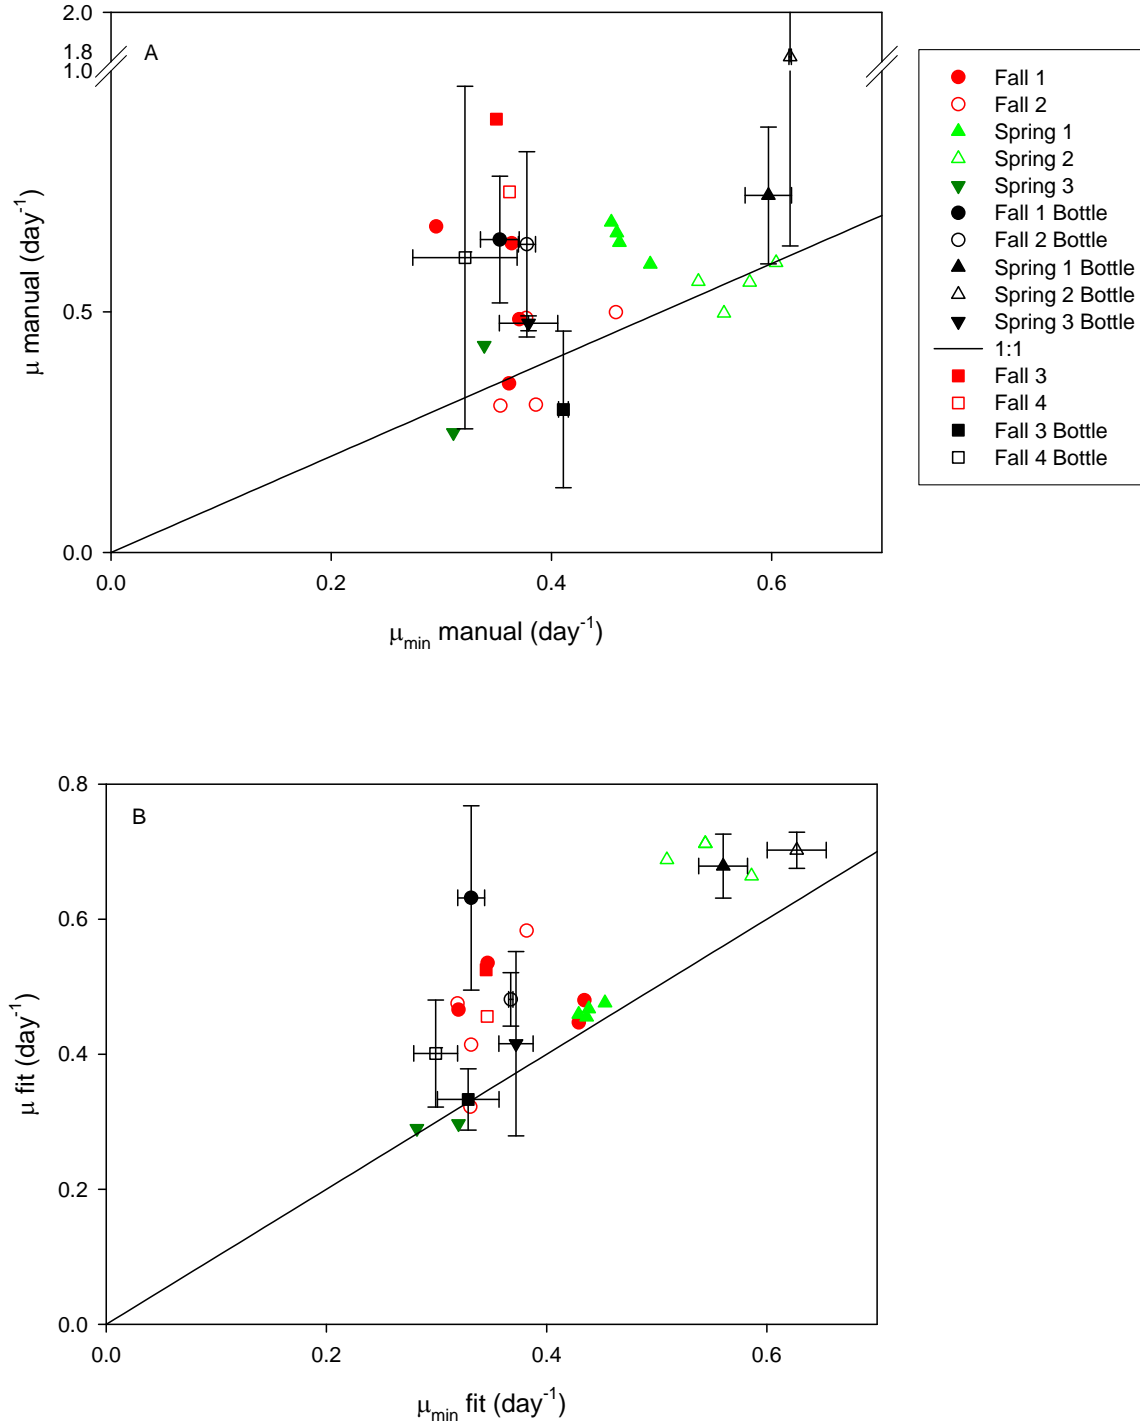 2.0
1.8
1.0
0.5
0.0
A
μ manual (day-1)
0.0 0.2 0.4 0.6
μmin manual (day-1)
Fall 1
Fall 2
Spring 1
Spring 2
Spring 3
Fall 1 Bottle
Fall 2 Bottle
Spring 1 Bottle
Spring 2 Bottle
Spring 3 Bottle
1:1
Fall 3
Fall 4
Fall 3 Bottle
Fall 4 Bottle
0.8
0.6
0.4
0.2
0.0
B
μ fit (day-1)
0.0 0.2 0.4 0.6
μmin fit (day-1)